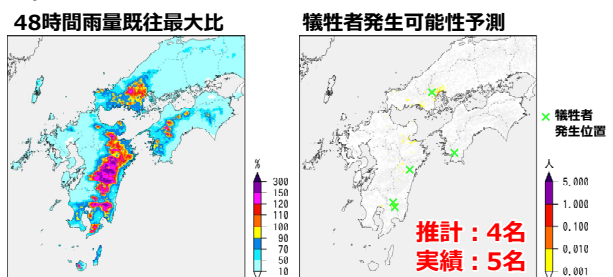 48時間雨量既往最大比
犠牲者発生可能性予測
× 犠牲者
発生位置
%
300
150
120
110
100
90
70
50
10
人
5.000
1.000
0.100
0.010
0.001
推計：4名
実績：5名